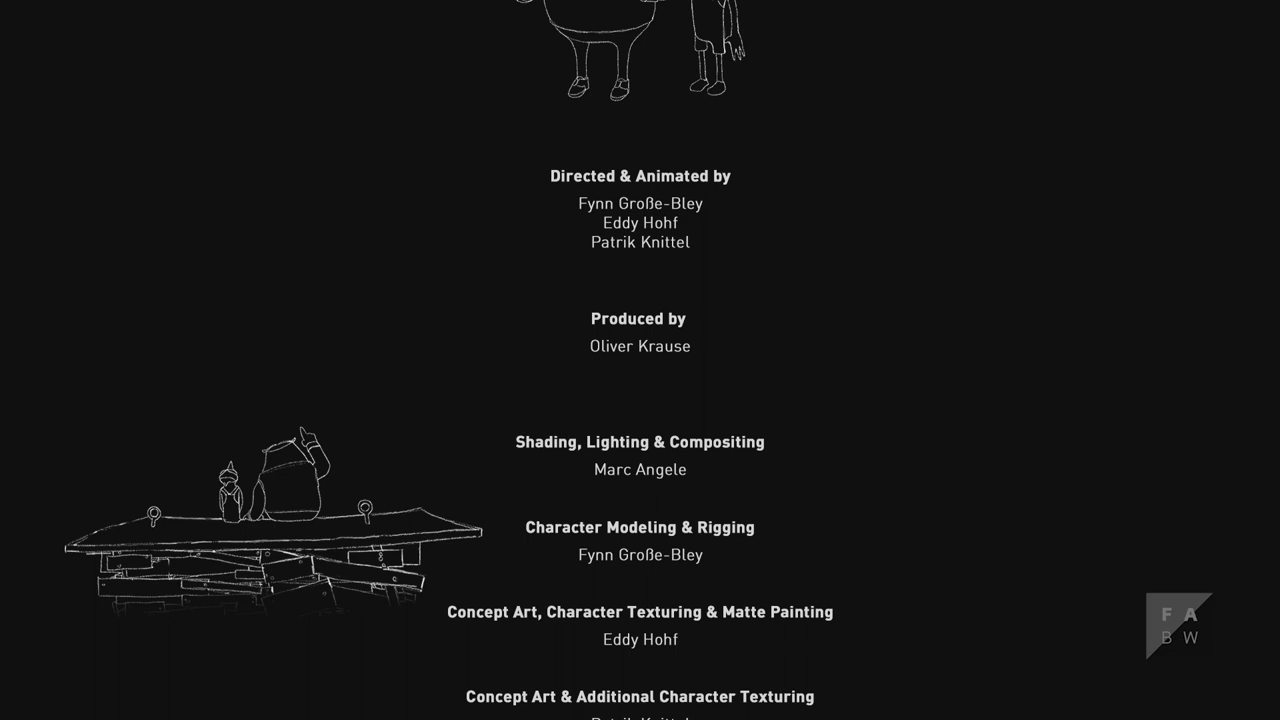 Directed & Animated by
Fynn Große-Bley
Eddy Hohf
Patrik Knittel
Produced by
Oliver Krause
Shading, Lighting & Compositing
Marc Angele
Character Modeling & Rigging
Fynn Große-Bley
Concept Art, Character Texturing & Matte Painting
Eddy Hohf
Concept Art & Additional Character Texturing
F A
B W